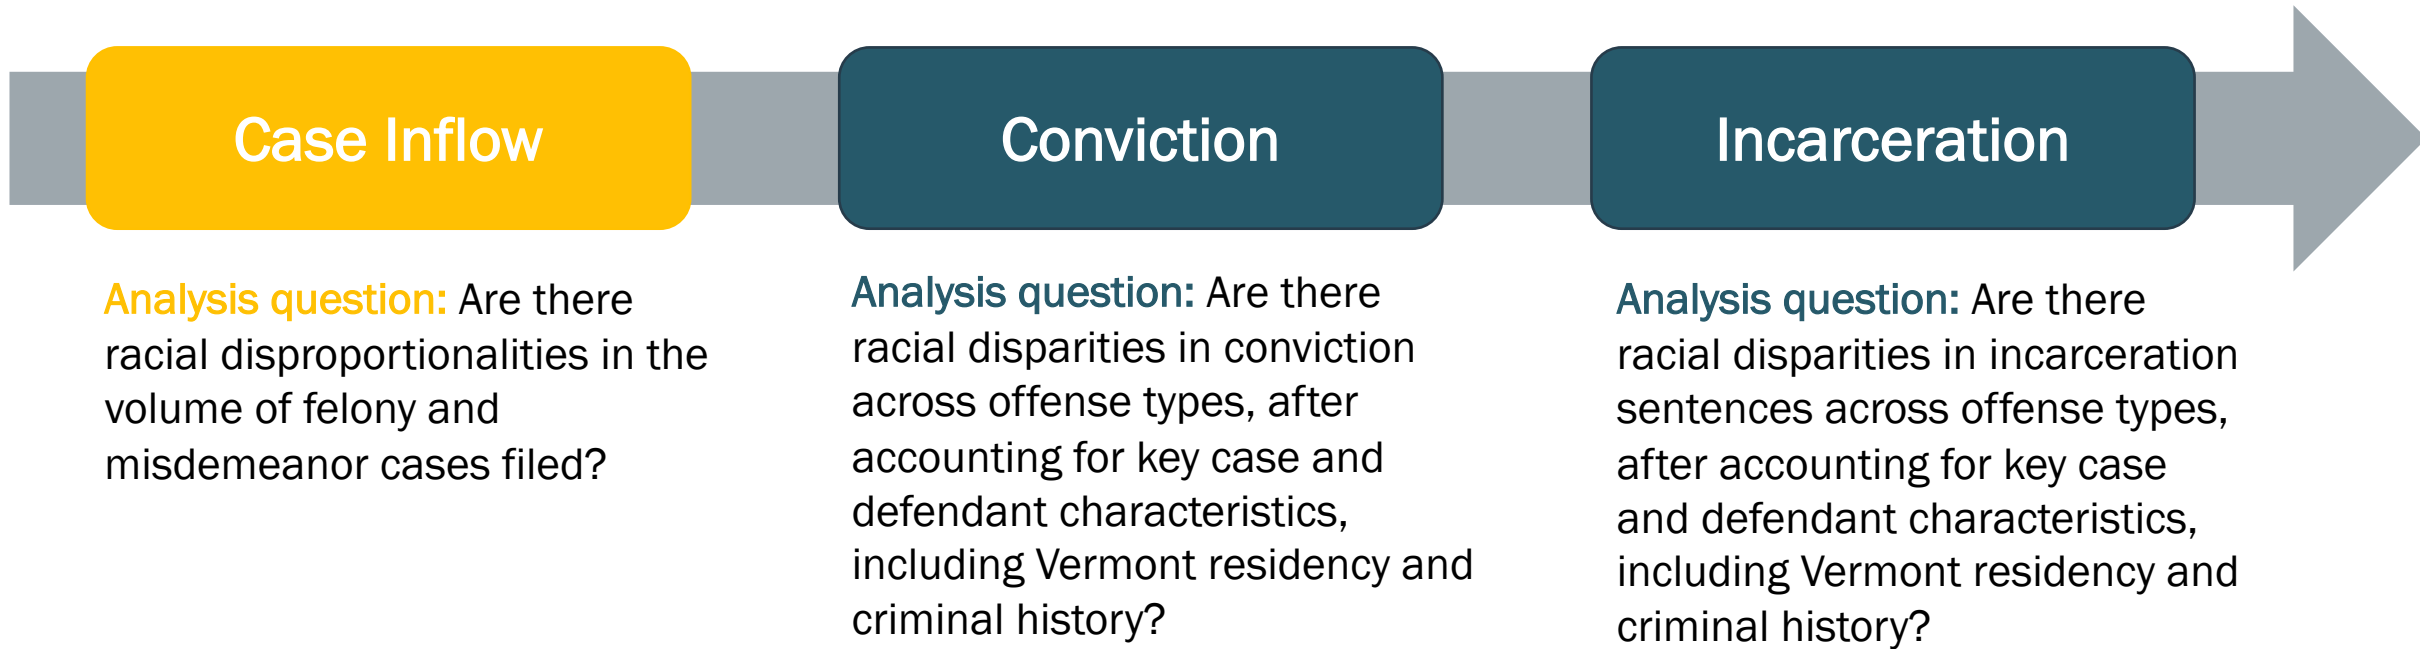 Case Inflow
Analysis question: Are there
racial disproportionalities in the
volume of felony and
misdemeanor cases filed?
Conviction
Analysis question: Are there
racial disparities in conviction
across offense types, after
accounting for key case and
defendant characteristics,
including Vermont residency and
criminal history?
Incarceration
Analysis question: Are there
racial disparities in incarceration
sentences across offense types,
after accounting for key case
and defendant characteristics,
including Vermont residency and
criminal history?